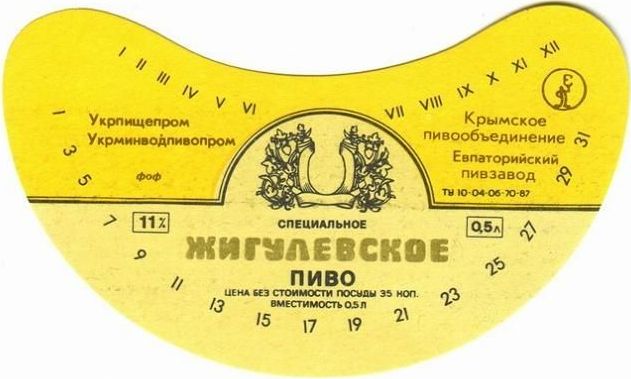 I II III IV V VI VII VIII IX X XI XII
Укрпищепром
Укрминводпивопром
фоф
Крымское
пивообъединение
Евпаторийский
пивзавод
ТУ 10-04-06-70-87
11%
0,5л
СПЕЦИАЛЬНОЕ
ЖИГУЛЕВСКОЕ
ПИВО
ЦЕНА БЕЗ СТОИМОСТИ ПОСУДЫ 35 КОП.
ВМЕСТИМОСТЬ 0,5 Л
1 3 5 7 9 11 13 15 17 19 21 23 25 27 29 31